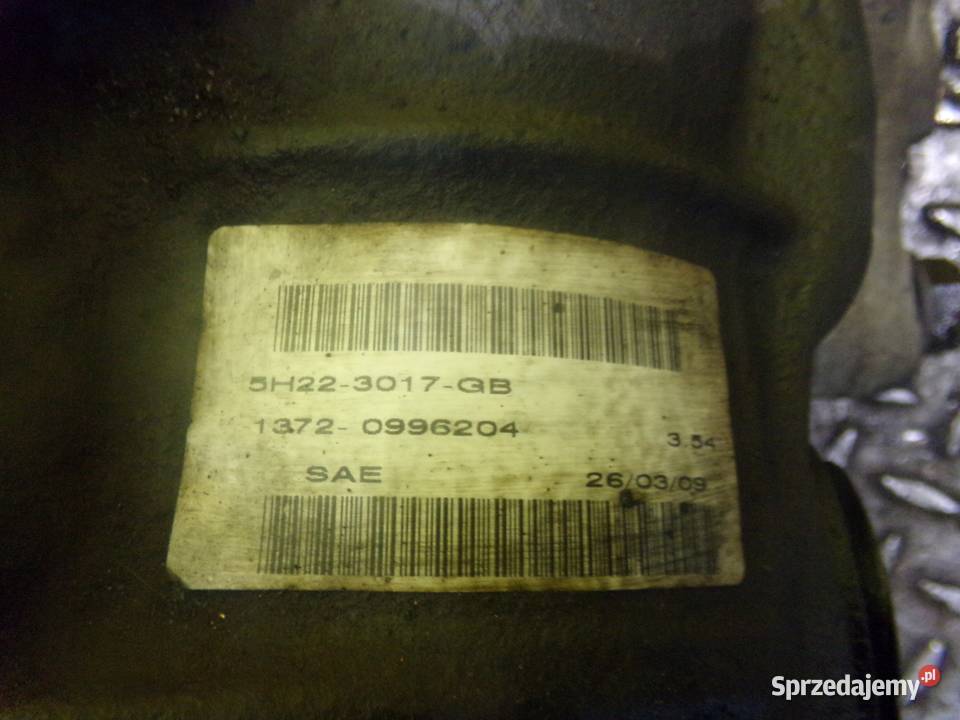 5H22-3017-GB
1372- 0996204
3.54
SAE
26/03/09
Sprzedajemy.pl